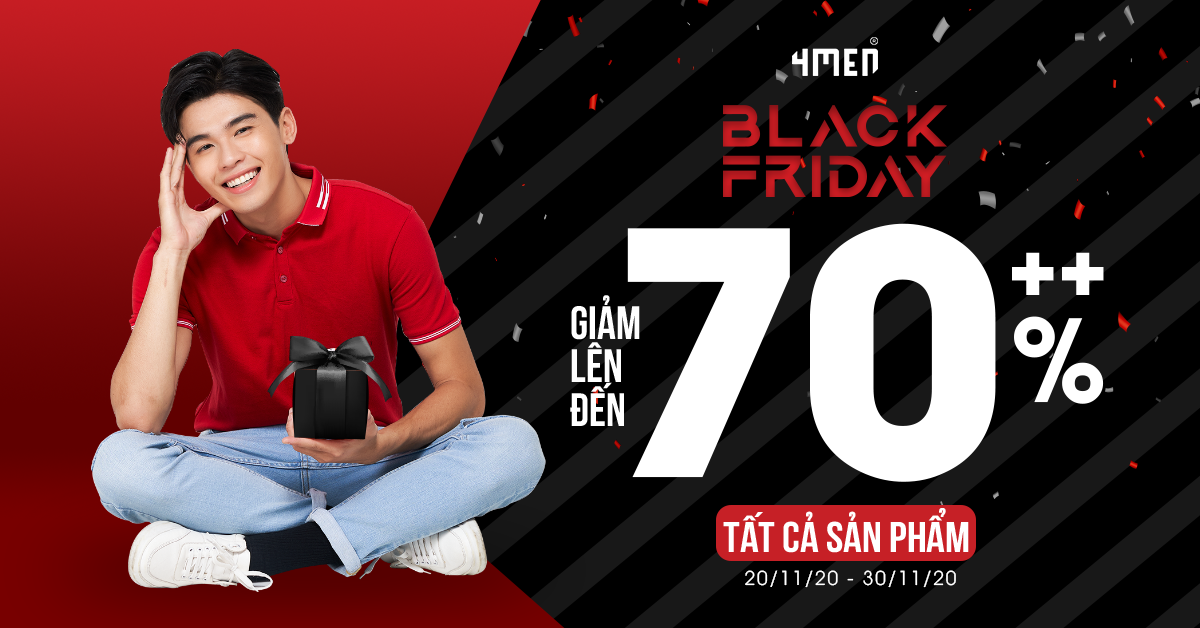 4MEN®
BLACK
FRIDAY
GIẢM
LÊN
ĐẾN
70++%
TẤT CẢ SẢN PHẨM
20/11/20 - 30/11/20